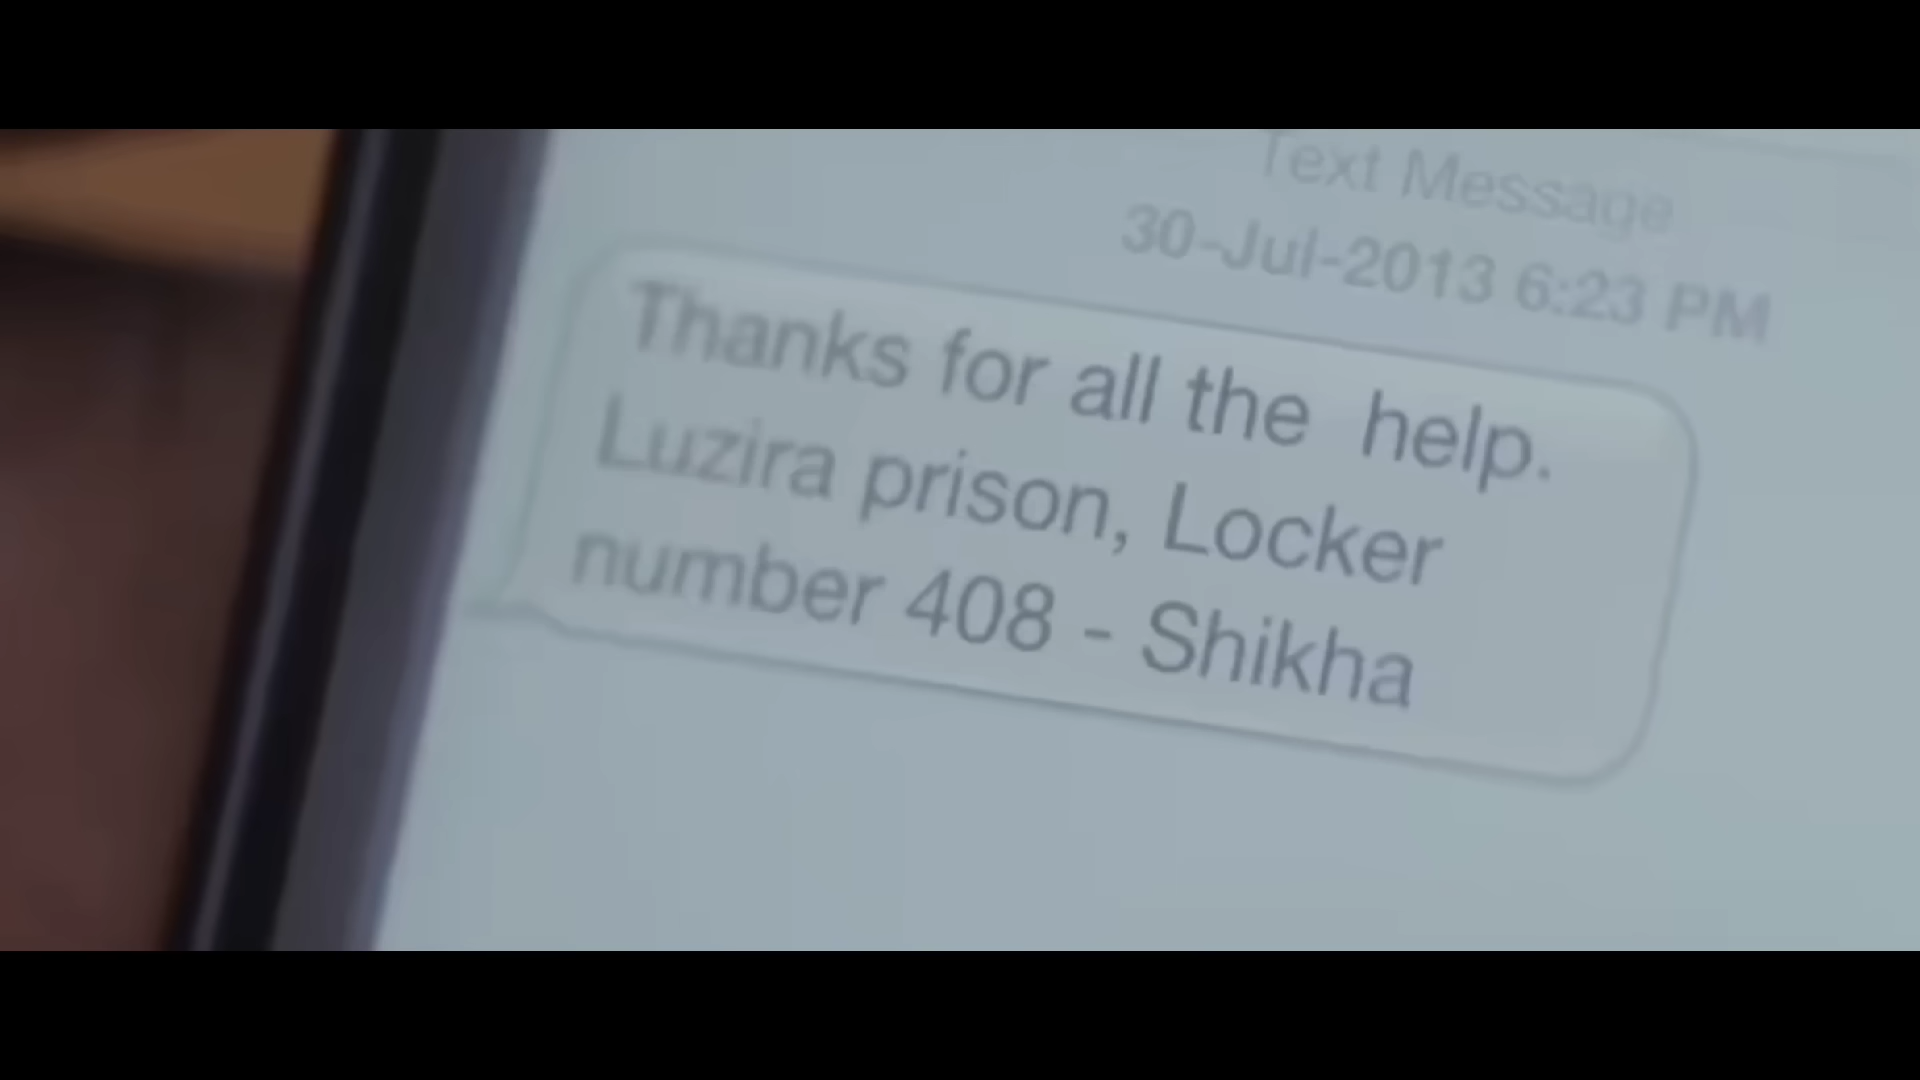 Text Message
30-Jul-2013 6:23 PM
Thanks for all the  help.
Luzira prison, Locker
number 408 - Shikha